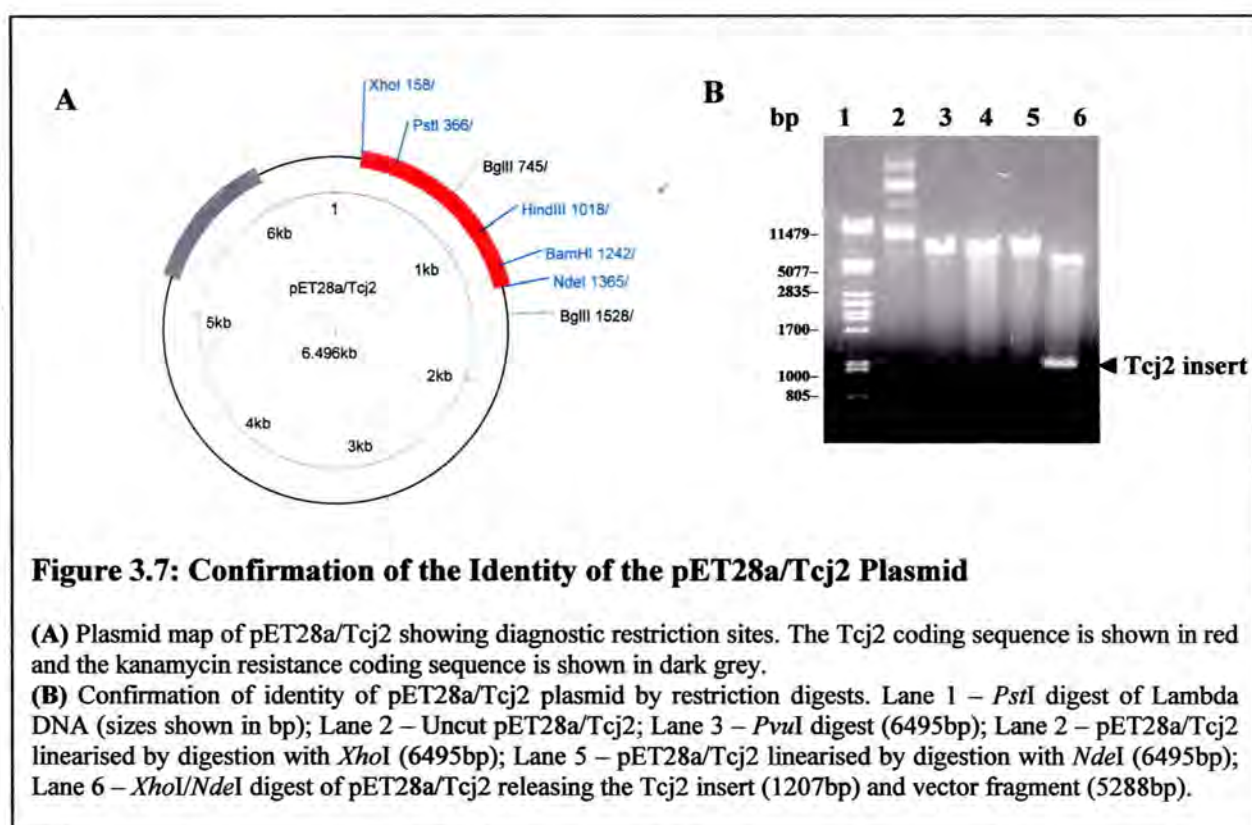 A
XhoI 158/
PstI 366/
BglII 745/
HindIII 1018/
BamHI 1242/
NdeI 1365/
BglII 1528/
1
1kb
2kb
3kb
4kb
5kb
6kb
pET28a/Tcj2
6.496kb
B
bp 1 2 3 4 5 6
11479–
5077–
2835–
1700–
1000–
805–
Tcj2 insert
Figure 3.7: Confirmation of the Identity of the pET28a/Tcj2 Plasmid
(A) Plasmid map of pET28a/Tcj2 showing diagnostic restriction sites. The Tcj2 coding sequence is shown in red
and the kanamycin resistance coding sequence is shown in dark grey.
(B) Confirmation of identity of pET28a/Tcj2 plasmid by restriction digests. Lane 1 – PstI digest of Lambda
DNA (sizes shown in bp); Lane 2 – Uncut pET28a/Tcj2; Lane 3 – PvuI digest (6495bp); Lane 2 – pET28a/Tcj2
linearised by digestion with XhoI (6495bp); Lane 5 – pET28a/Tcj2 linearised by digestion with NdeI (6495bp);
Lane 6 – XhoI/NdeI digest of pET28a/Tcj2 releasing the Tcj2 insert (1207bp) and vector fragment (5288bp).